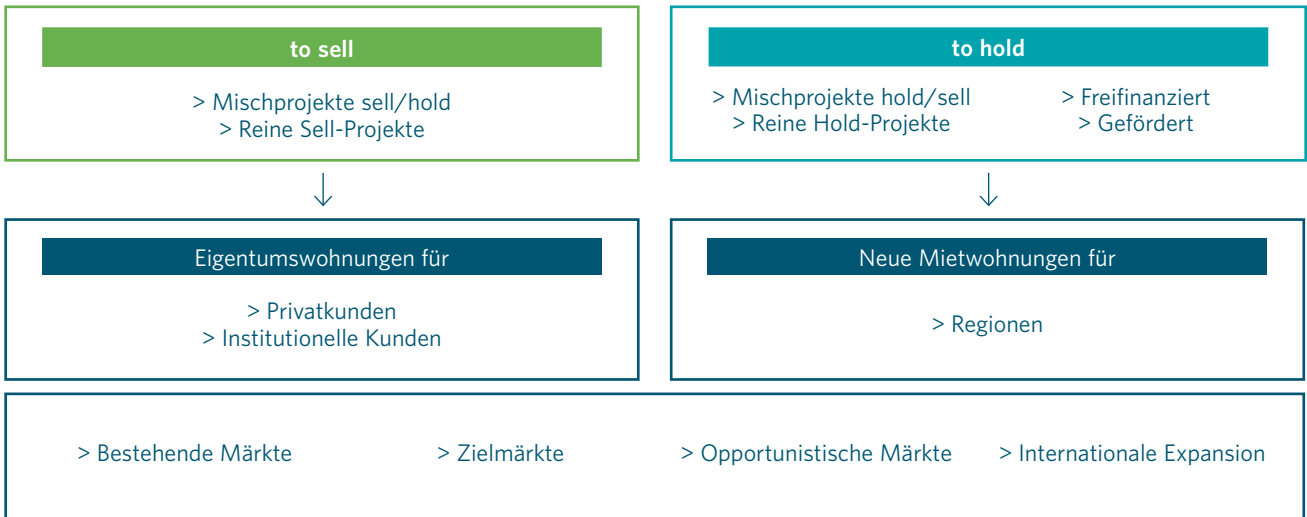 to sell
> Mischprojekte sell/hold
> Reine Sell-Projekte
to hold
> Mischprojekte hold/sell
> Reine Hold-Projekte
> Freifinanziert
> Gefördert
Eigentumswohnungen für
> Privatkunden
> Institutionelle Kunden
Neue Mietwohnungen für
> Regionen
> Bestehende Märkte > Zielmärkte > Opportunistische Märkte > Internationale Expansion